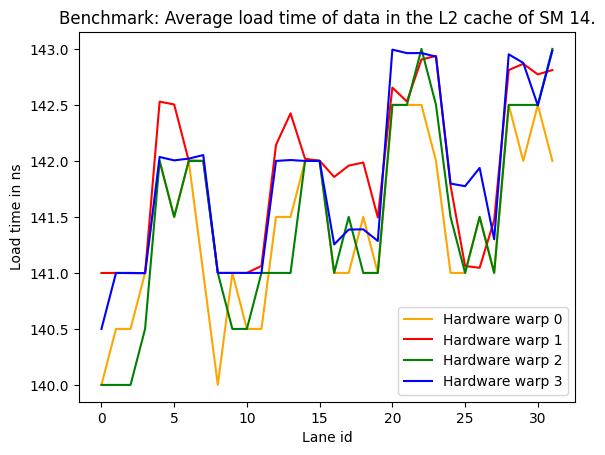 Benchmark: Average load time of data in the L2 cache of SM 14.
Load time in ns
143.0
142.5
142.0
141.5
141.0
140.5
140.0
0 5 10 15 20 25 30
Lane id
Hardware warp 0
Hardware warp 1
Hardware warp 2
Hardware warp 3